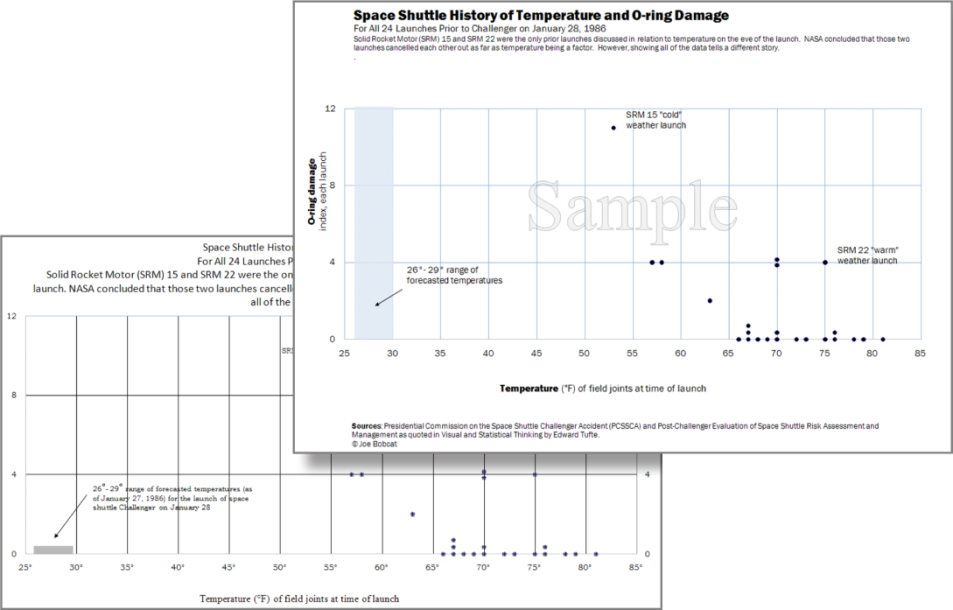 Space Shuttle History of Temperature and O-ring Damage
For All 24 Launches Prior to Challenger on January 28, 1986
Solid Rocket Motor (SRM) 15 and SRM 22 were the only prior launches discussed in relation to temperature on the eve of the launch. NASA concluded that those two
launches cancelled each other out as far as temperature being a factor. However, showing all of the data tells a different story.
.
12
SRM 15 "cold"
weather launch
O-ring damage
index, each launch
8
Sample
SRM 22 "warm"
weather launch
4
26°- 29° range of
forecasted temperatures
0
25 30 35 40 45 50 55 60 65 70 75 80 85
Temperature (°F) of field joints at time of launch
Sources: Presidential Commission on the Space Shuttle Challenger Accident (PCSSCA) and Post-Challenger Evaluation of Space Shuttle Risk Assessment and
Management as quoted in Visual and Statistical Thinking by Edward Tufte.
© Joe Bobcat
Space Shuttle Histor
For All 24 Launches P
Solid Rocket Motor (SRM) 15 and SRM 22 were the on
launch. NASA concluded that those two launches cancell
all of the
12
SRM
8
4 4
26°-29° range of forecasted temperatures (as
of January 27, 1986) for the launch of space
shuttle Challenger on January 28
0 0
25° 30° 35° 40° 45° 50° 55° 60° 65° 70° 75° 80° 85°
Temperature (°F) of field joints at time of launch